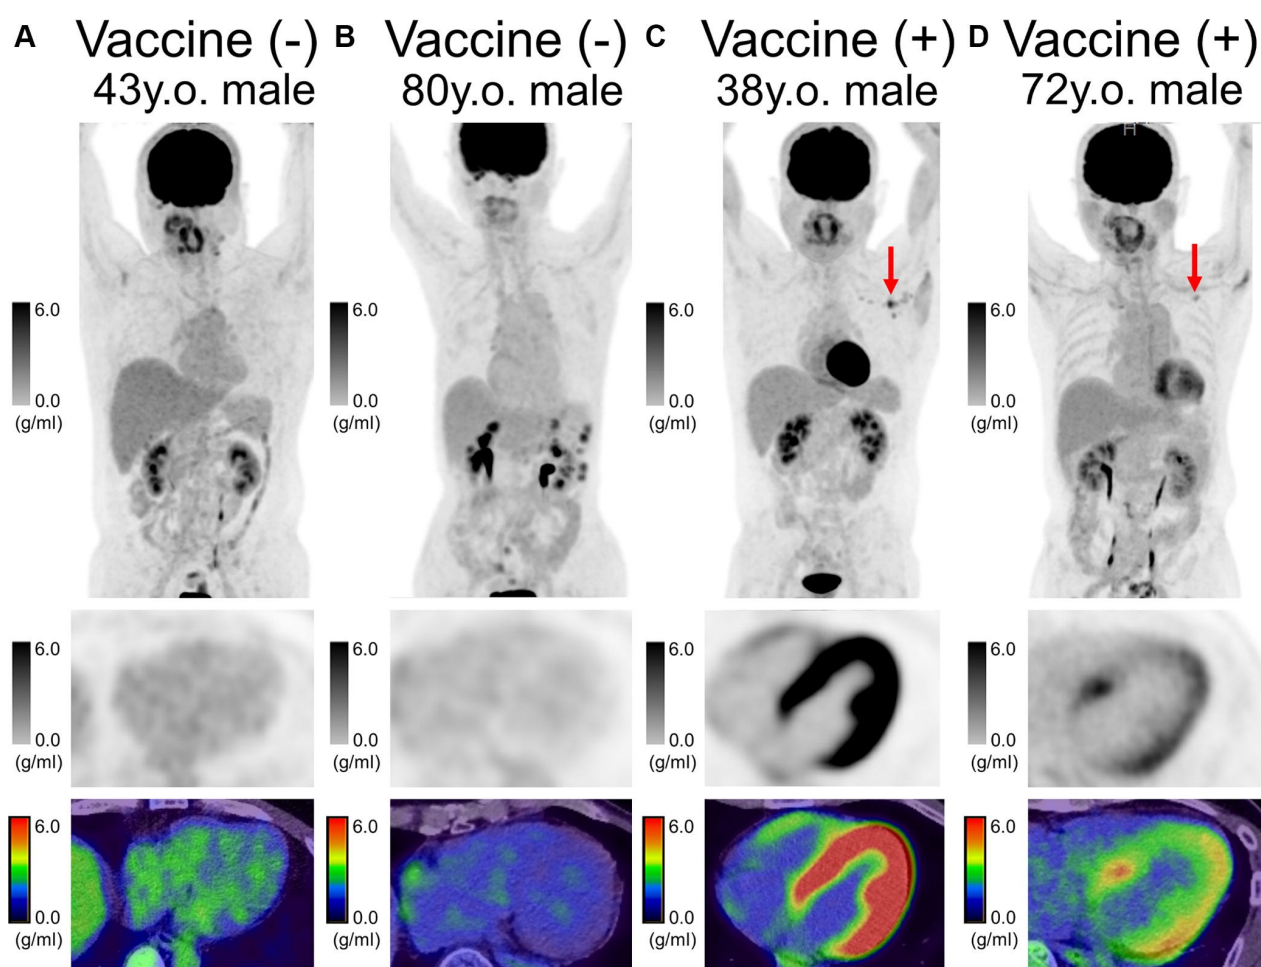 A Vaccine (-) B Vaccine (-) C Vaccine (+) D Vaccine (+)
43y.o. male 80y.o. male 38y.o. male 72y.o. male
H
6.0 6.0 6.0 6.0
0.0 0.0 0.0 0.0
(g/ml) (g/ml) (g/ml) (g/ml)
6.0 6.0 6.0 6.0
0.0 0.0 0.0 0.0
(g/ml) (g/ml) (g/ml) (g/ml)
6.0 6.0 6.0 6.0
0.0 0.0 0.0 0.0
(g/ml) (g/ml) (g/ml) (g/ml)